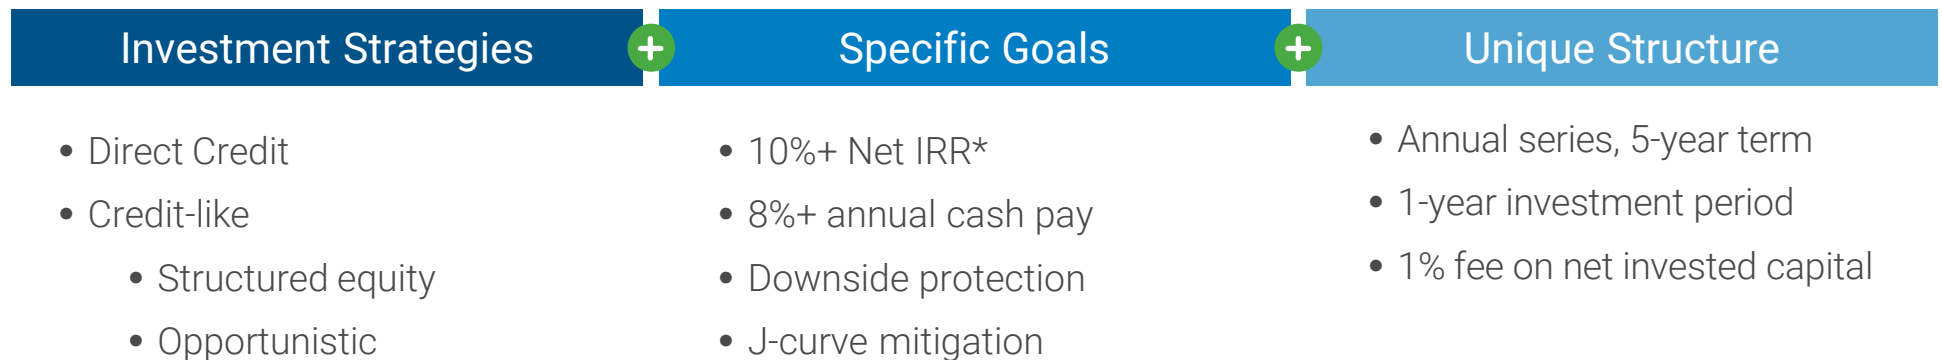 Investment Strategies
• Direct Credit
• Credit-like
• Structured equity
• Opportunistic
Specific Goals
• 10%+ Net IRR*
• 8%+ annual cash pay
• Downside protection
• J-curve mitigation
Unique Structure
• Annual series, 5-year term
• 1-year investment period
• 1% fee on net invested capital